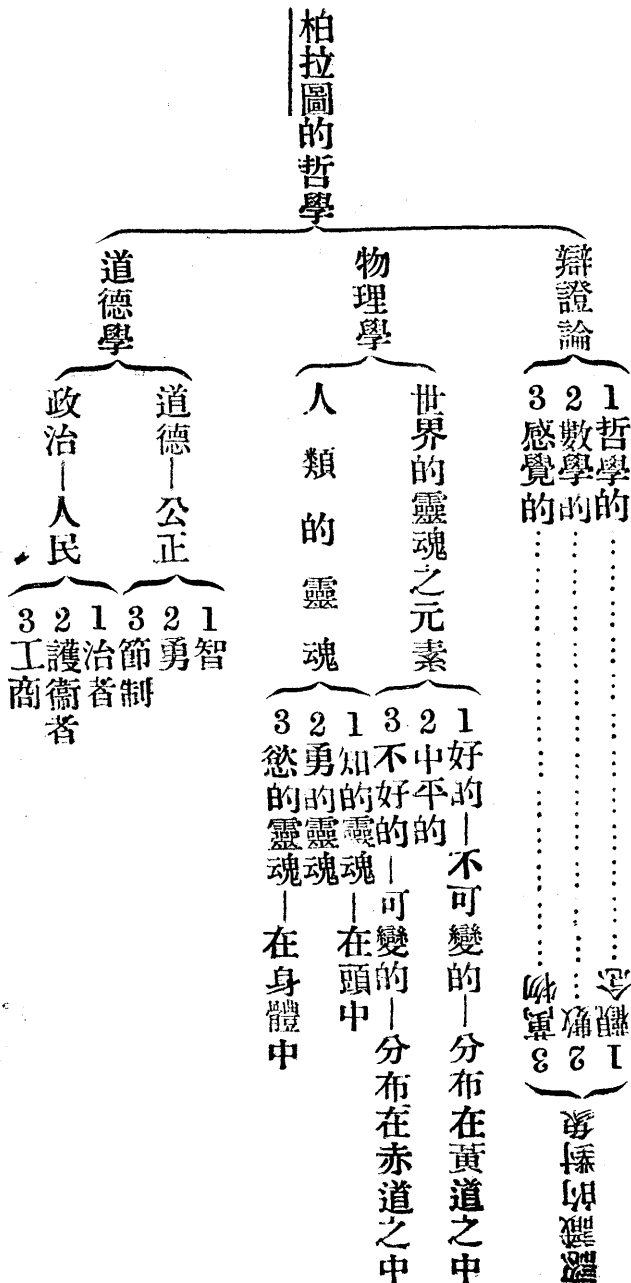 柏拉圖的哲學
辯證論
1哲學的……………………觀念1
2數學的……………………數2
3感覺的……………………萬物3
認識的對象
物理學
世界的靈魂之元素
1好的—不可變的—分布在黃道之中
2中平的
3不好的—可變的—分布在赤道之中
人類的靈魂
1知的靈魂—在頭中
2勇的靈魂
3慾的靈魂—在身體中
道德學
道德—公正
1智
2勇
3節制
政治—人民
1治者
2護衞者
3工商